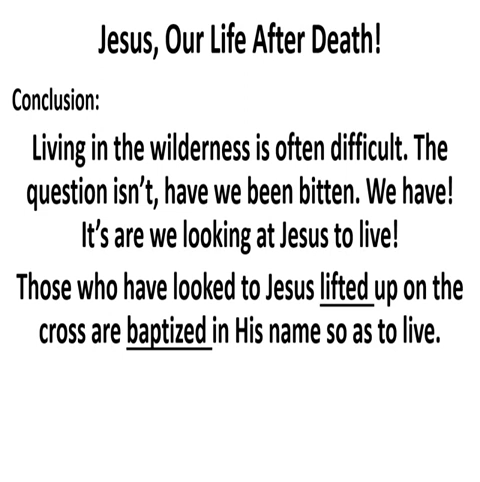 Jesus, Our Life After Death!
Conclusion:
Living in the wilderness is often difficult. The
question isn't, have we been bitten. We have!
It's are we looking at Jesus to live!
Those who have looked to Jesus lifted up on the
cross are baptized in His name so as to live.